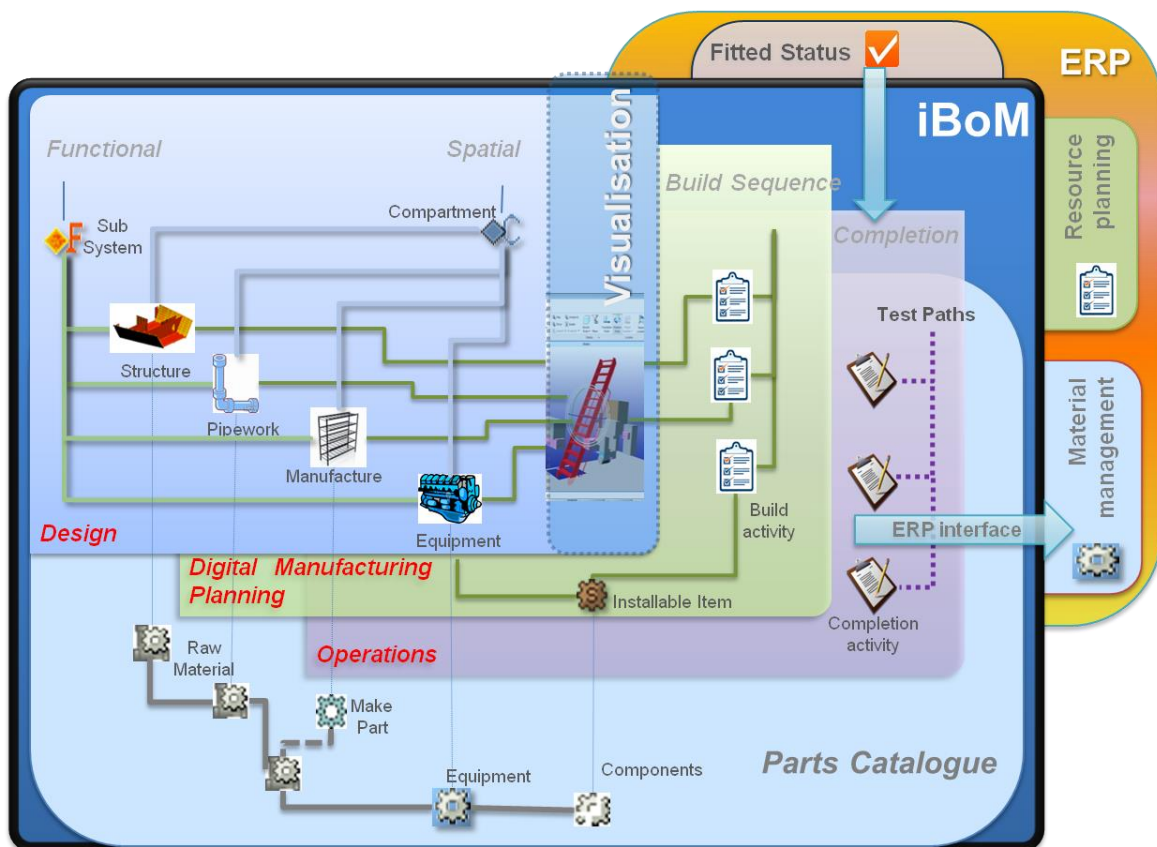 Fitted Status
ERP
iBoM
Functional
Spatial
Visualisation
Build Sequence
Resource
planning
Compartment
Sub
System
F
C
Completion
Test Paths
Structure
Pipework
Manufacture
Material
management
Equipment
Build
activity
ERP interface
Design
Digital Manufacturing
Planning
S
Installable Item
Completion
activity
Raw
Material
Operations
Make
Part
Equipment
Components
Parts Catalogue